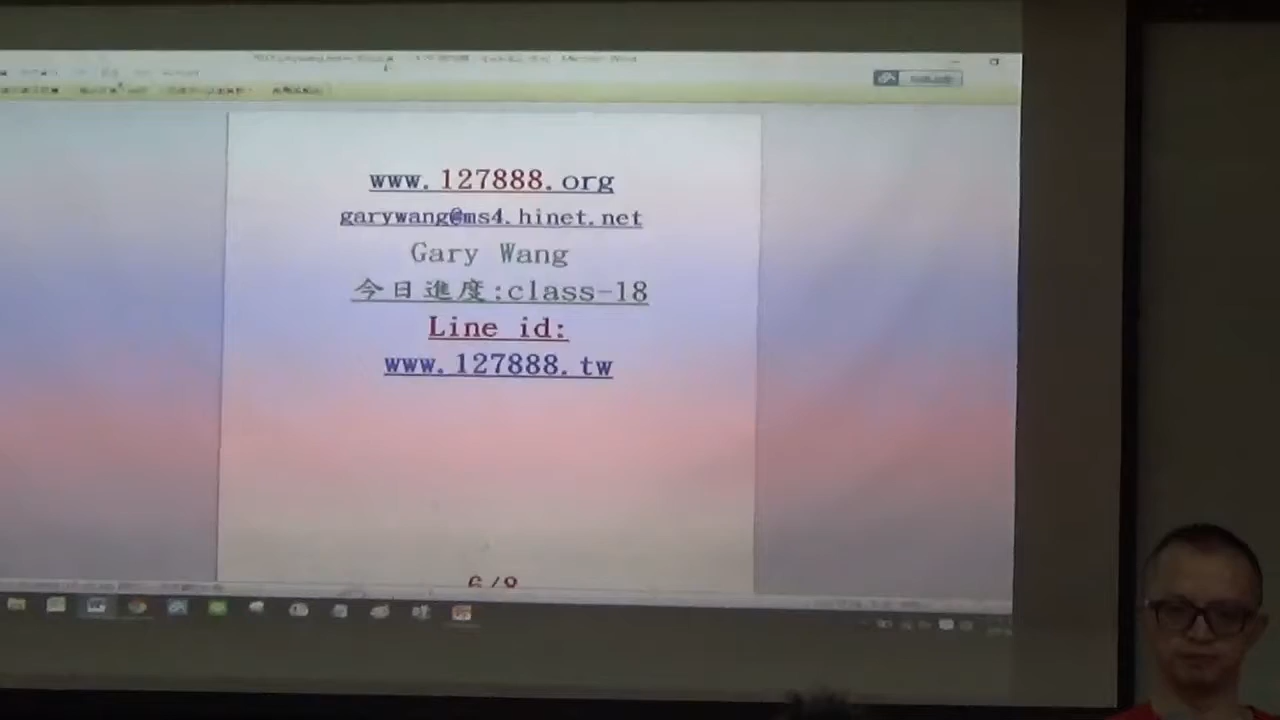 www.127888.org
garywang@ms4.hinet.net
Gary Wang
今日進度:class-18
Line id:
www.127888.tw